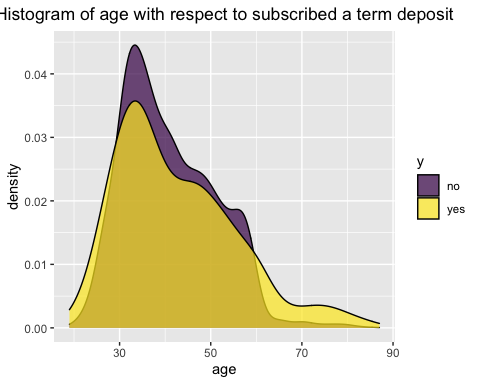 Histogram of age with respect to subscribed a term deposit
0.04
0.03
0.02
0.01
0.00
30
50
70
90
density
age
y
no
yes